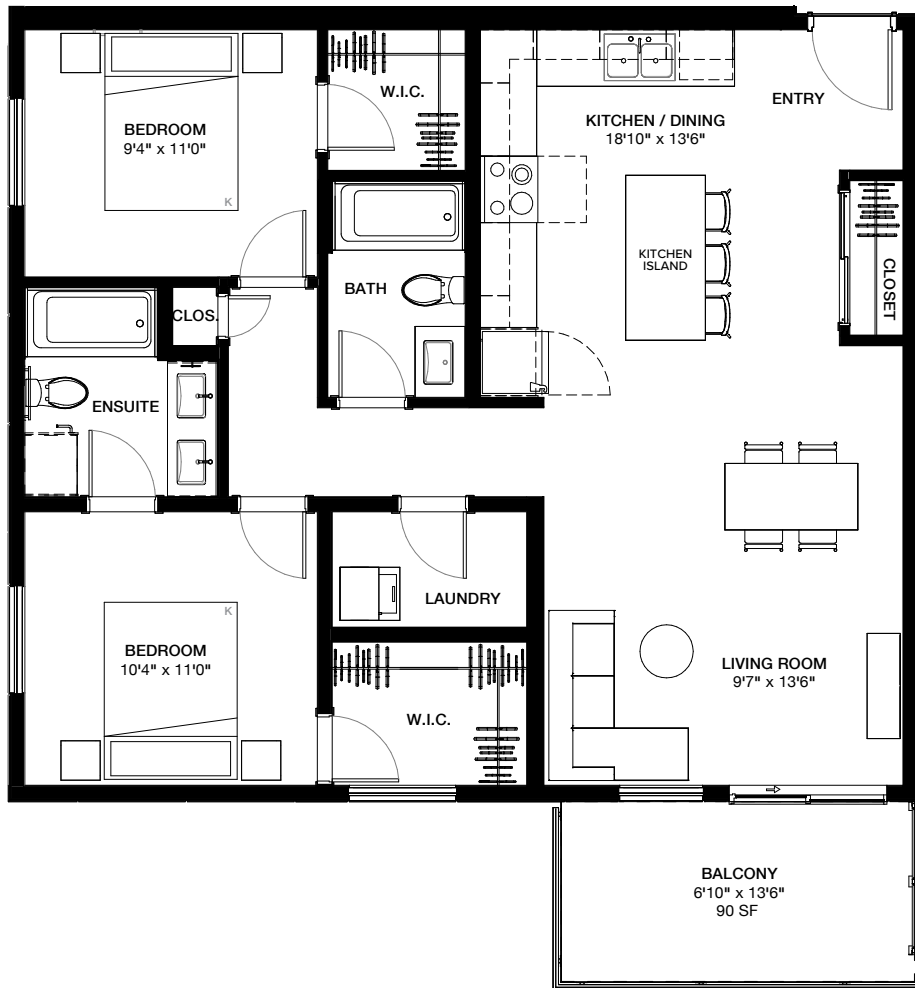 W.I.C.
ENTRY
KITCHEN / DINING
18'10" x 13'6"
BEDROOM
9'4" x 11'0"
K
KITCHEN
ISLAND
CLOSET
BATH
CLOS.
ENSUITE
LAUNDRY
K
BEDROOM
10'4" x 11'0"
LIVING ROOM
9'7" x 13'6"
W.I.C.
BALCONY
6'10" x 13'6"
90 SF